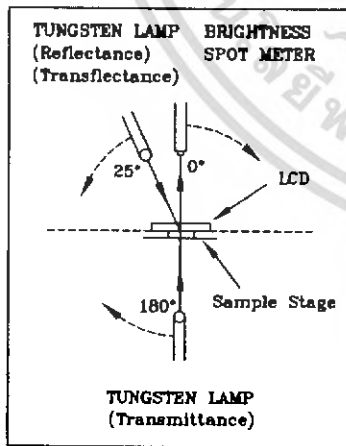 TUNGSTEN LAMP BRIGHTNESS
(Reflectance) SPOT METER
(Transflectance)
25°
0°
LCD
180°
Sample Stage
TUNGSTEN LAMP
(Transmittance)